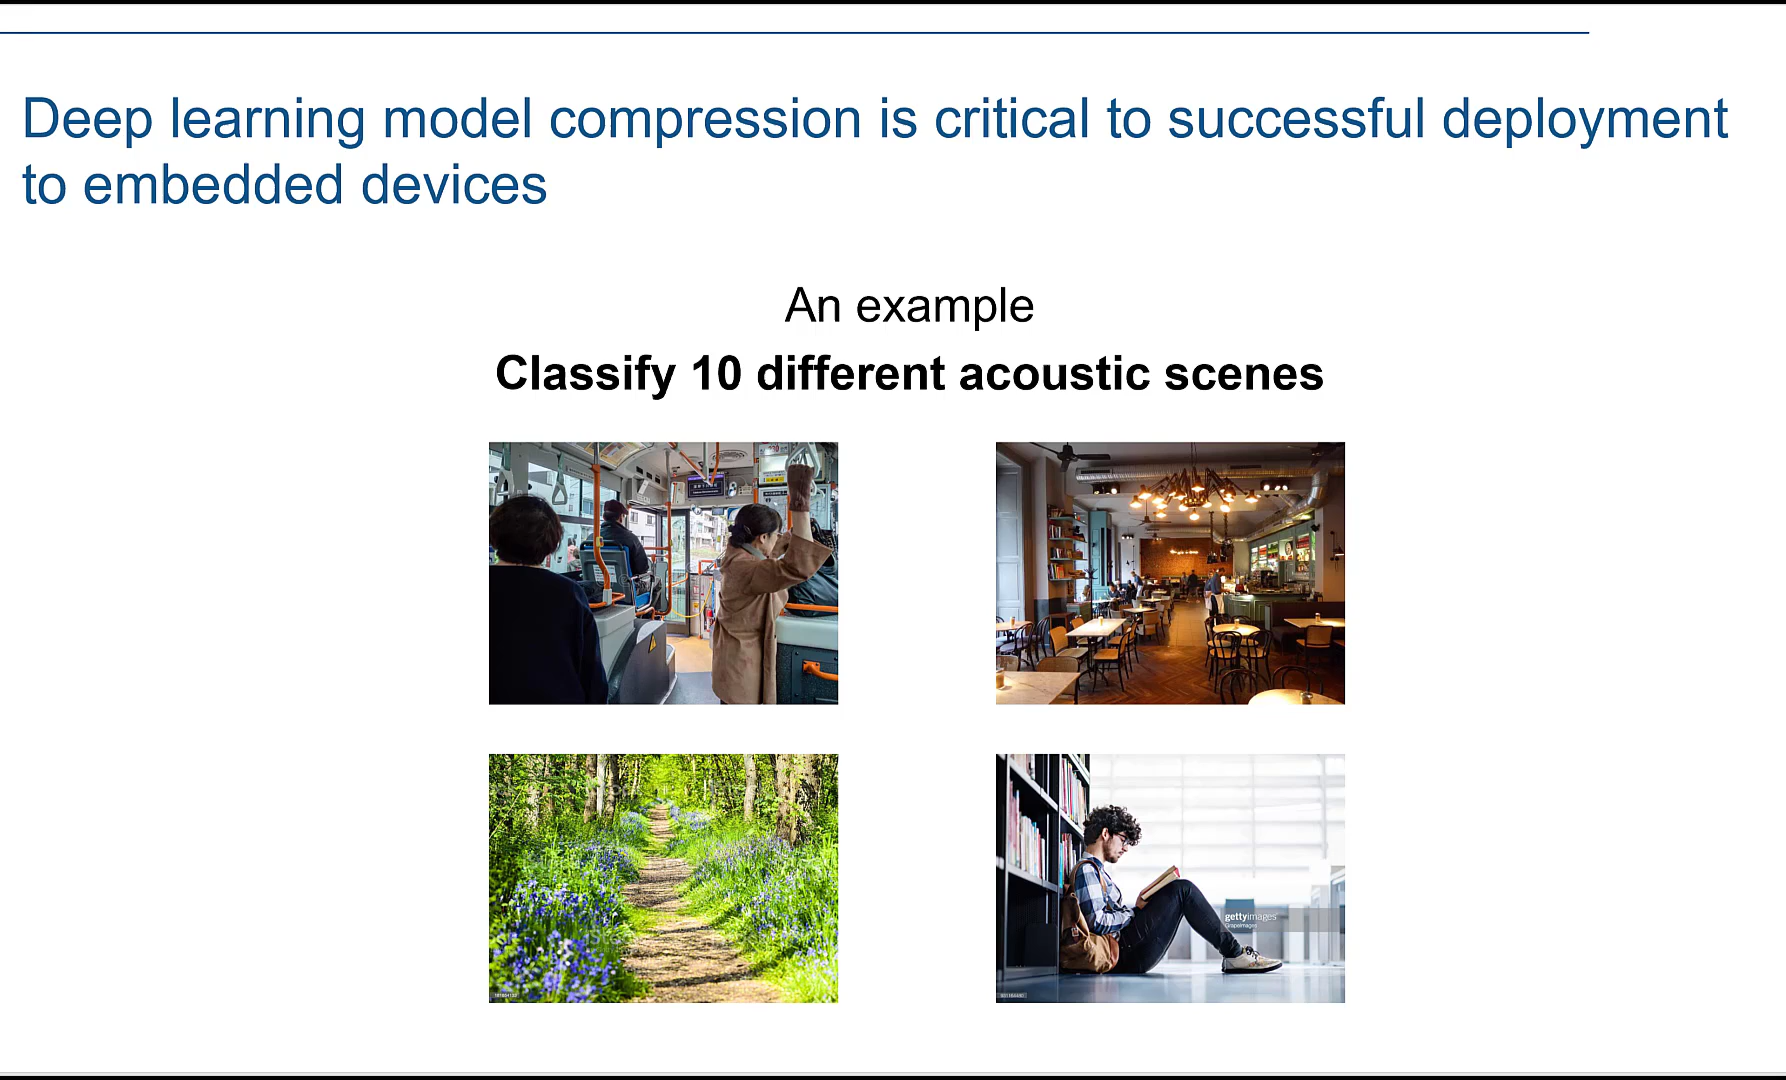 Deep learning model compression is critical to successful deployment
to embedded devices
An example
Classify 10 different acoustic scenes
gettyimages
GrapeImages